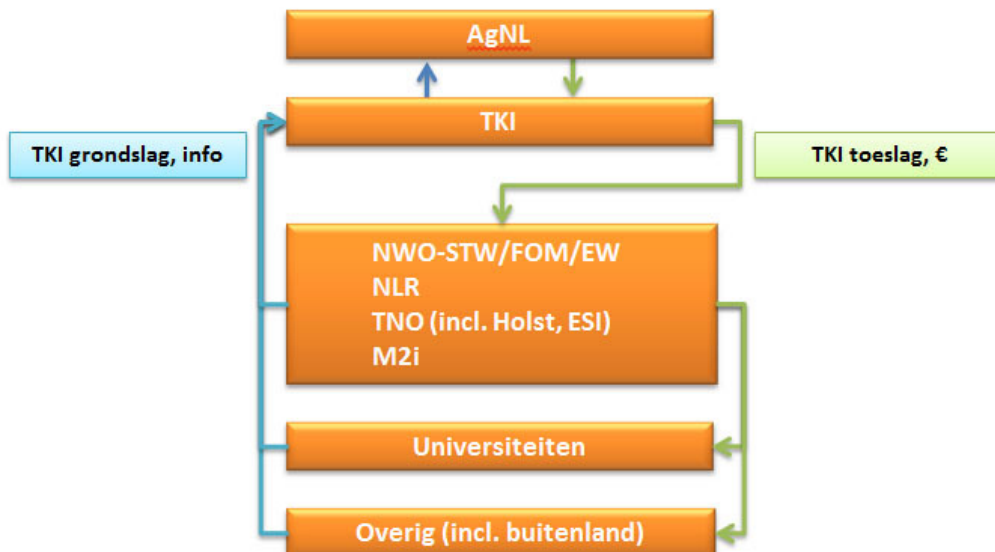 AgNL
TKI
TKI grondslag, info
TKI toeslag, €
NWO-STW/FOM/EW
NLR
TNO (incl. Holst, ESI)
M2i
Universiteiten
Overig (incl. buitenland)